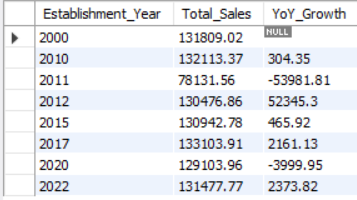 Establishment_Year Total_Sales YoY_Growth
2000 131809.02 NULL
2010 132113.37 304.35
2011 78131.56 -53981.81
2012 130476.86 52345.3
2015 130942.78 465.92
2017 133103.91 2161.13
2020 129103.96 -3999.95
2022 131477.77 2373.82